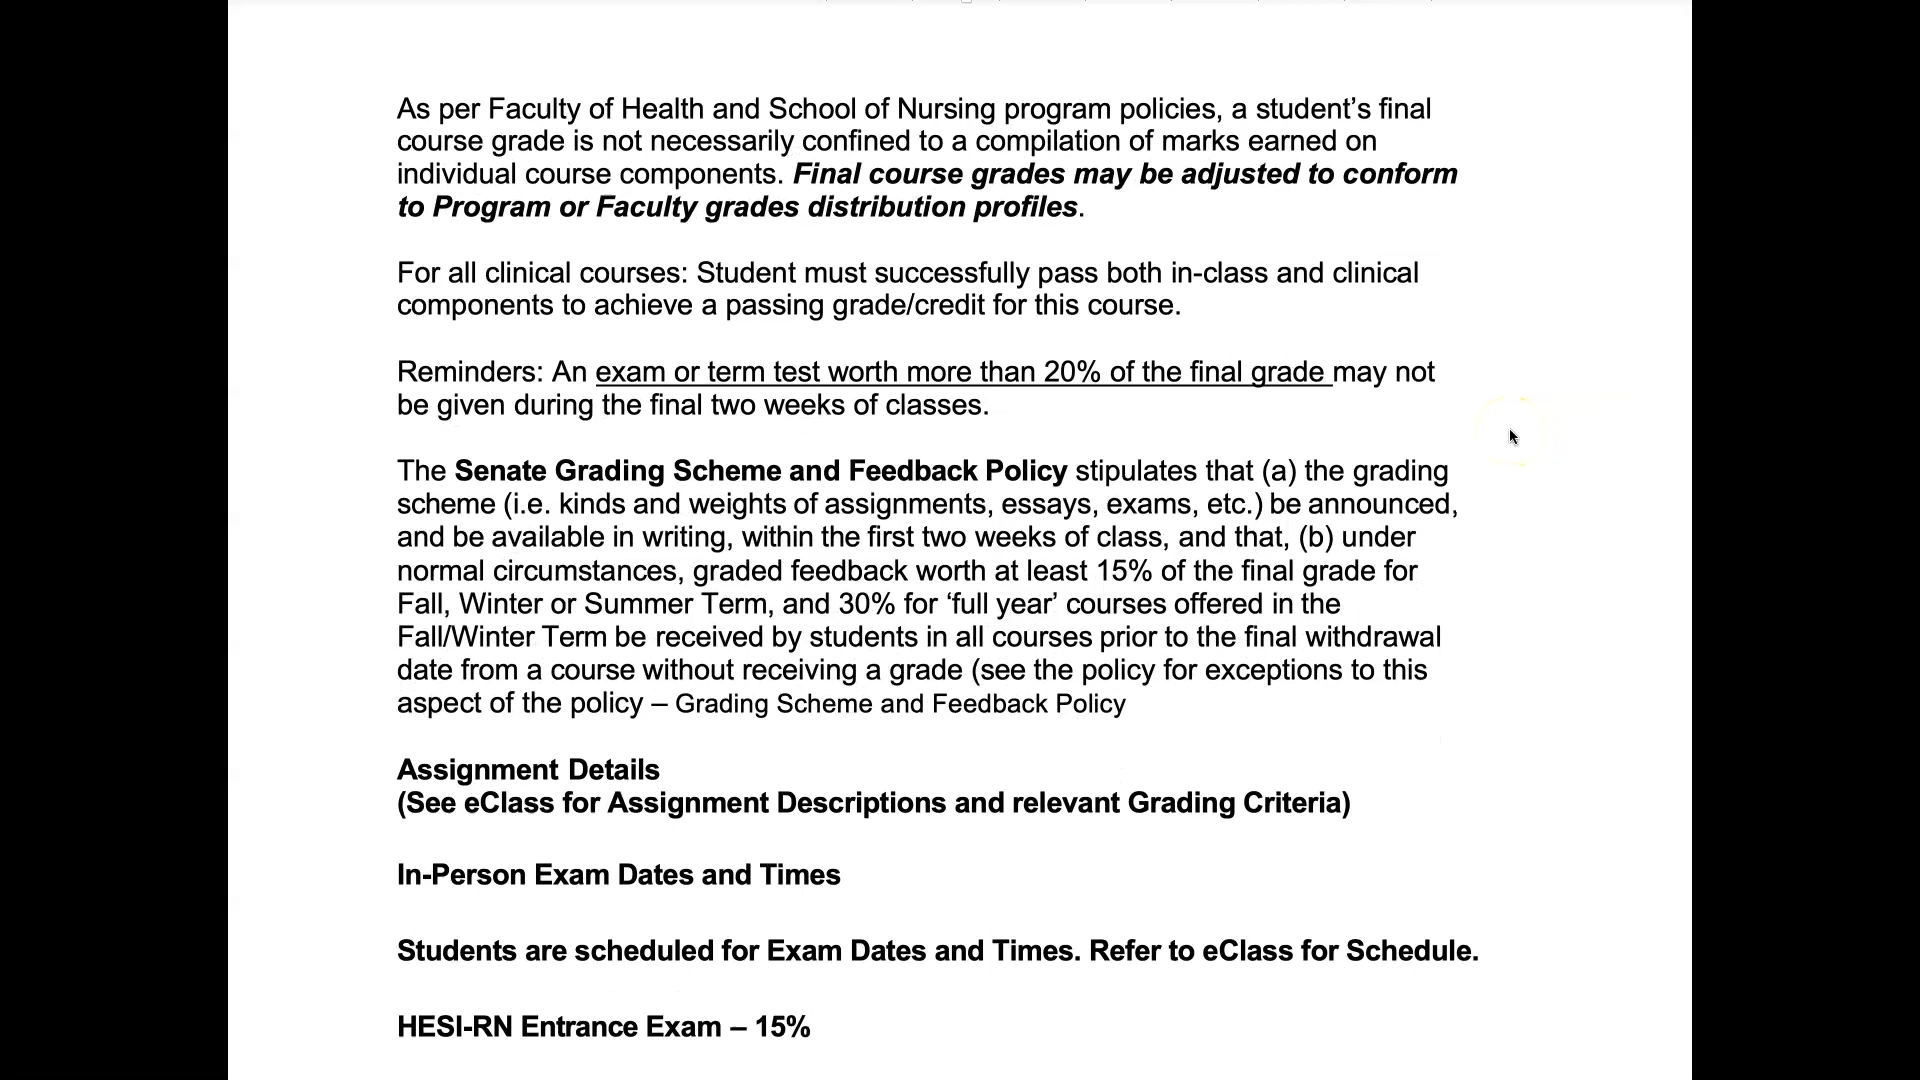 As per Faculty of Health and School of Nursing program policies, a student’s final
course grade is not necessarily confined to a compilation of marks earned on
individual course components. Final course grades may be adjusted to conform
to Program or Faculty grades distribution profiles.
For all clinical courses: Student must successfully pass both in-class and clinical
components to achieve a passing grade/credit for this course.
Reminders: An exam or term test worth more than 20% of the final grade may not
be given during the final two weeks of classes.
The Senate Grading Scheme and Feedback Policy stipulates that (a) the grading
scheme (i.e. kinds and weights of assignments, essays, exams, etc.) be announced,
and be available in writing, within the first two weeks of class, and that, (b) under
normal circumstances, graded feedback worth at least 15% of the final grade for
Fall, Winter or Summer Term, and 30% for ‘full year’ courses offered in the
Fall/Winter Term be received by students in all courses prior to the final withdrawal
date from a course without receiving a grade (see the policy for exceptions to this
aspect of the policy – Grading Scheme and Feedback Policy
Assignment Details
(See eClass for Assignment Descriptions and relevant Grading Criteria)
In-Person Exam Dates and Times
Students are scheduled for Exam Dates and Times. Refer to eClass for Schedule.
HESI-RN Entrance Exam – 15%